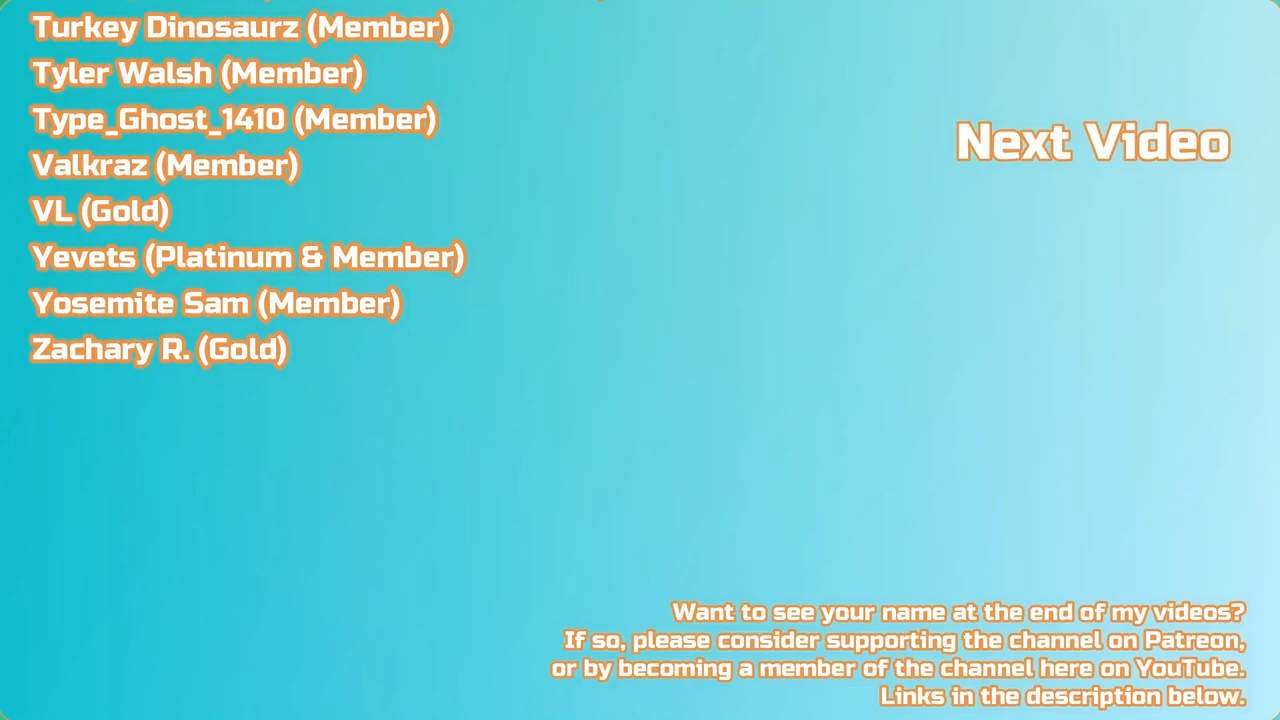 Turkey Dinosaurz (Member)
Tyler Walsh (Member)
Type_Ghost_1410 (Member)
Valkraz (Member)
VL (Gold)
Yevets (Platinum & Member)
Yosemite Sam (Member)
Zachary R. (Gold)
Next Video
Want to see your name at the end of my videos?
If so, please consider supporting the channel on Patreon,
or by becoming a member of the channel here on YouTube.
Links in the description below.